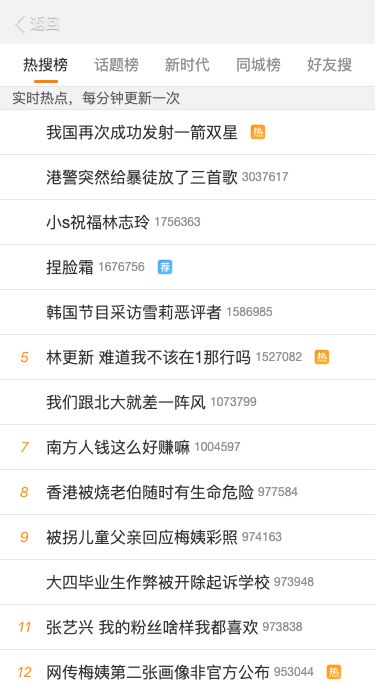 返回
热搜榜 话题榜 新时代 同城榜 好友搜
实时热点，每分钟更新一次
我国再次成功发射一箭双星 热
港警突然给暴徒放了三首歌 3037617
小s祝福林志玲 1756363
捏脸霜 1676756 荐
韩国节目采访雪莉恶评者 1586985
5 林更新 难道我不该在1那行吗 1527082 热
我们跟北大就差一阵风 1073799
7 南方人钱这么好赚嘛 1004597
8 香港被烧老伯随时有生命危险 977584
9 被拐儿童父亲回应梅姨彩照 974163
大四毕业生作弊被开除起诉学校 973948
11 张艺兴 我的粉丝啥样我都喜欢 973838
12 网传梅姨第二张画像非官方公布 953044 热